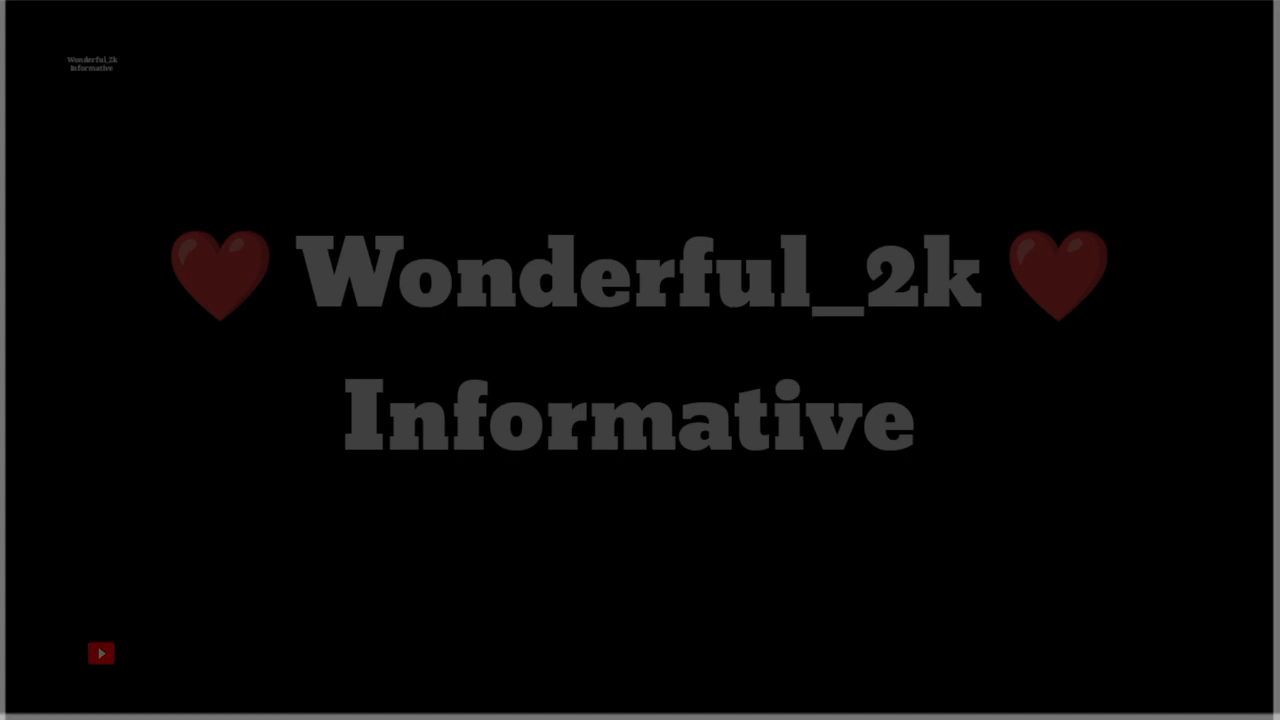 Wonderful_2k
Informative
❤️ Wonderful_2k ❤️
Informative